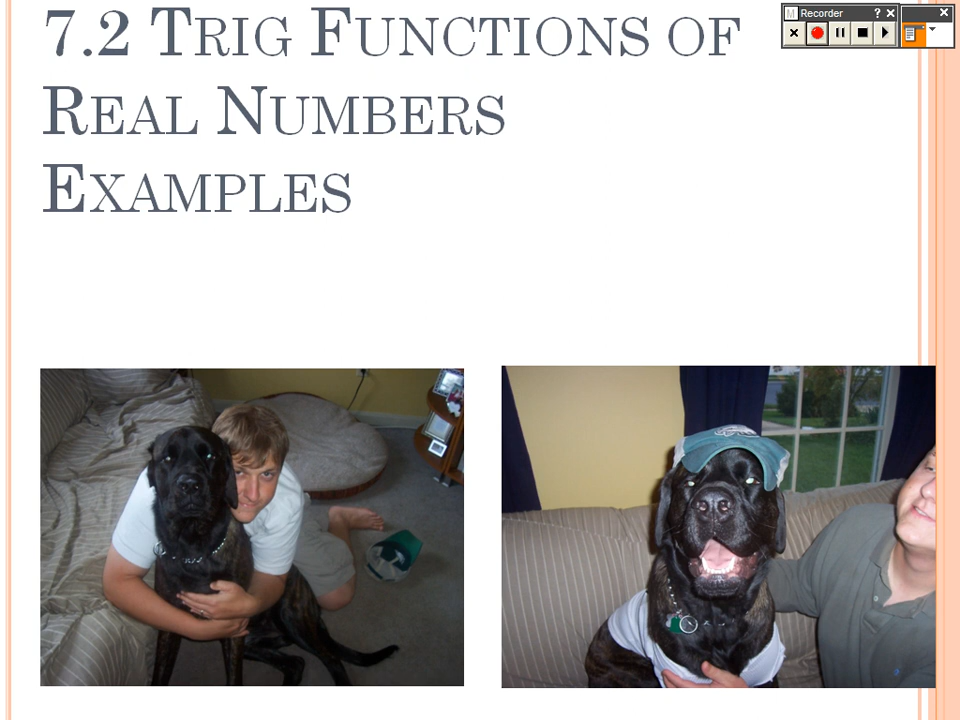 7.2 TRIG FUNCTIONS OF
REAL NUMBERS
EXAMPLES
M Recorder ?